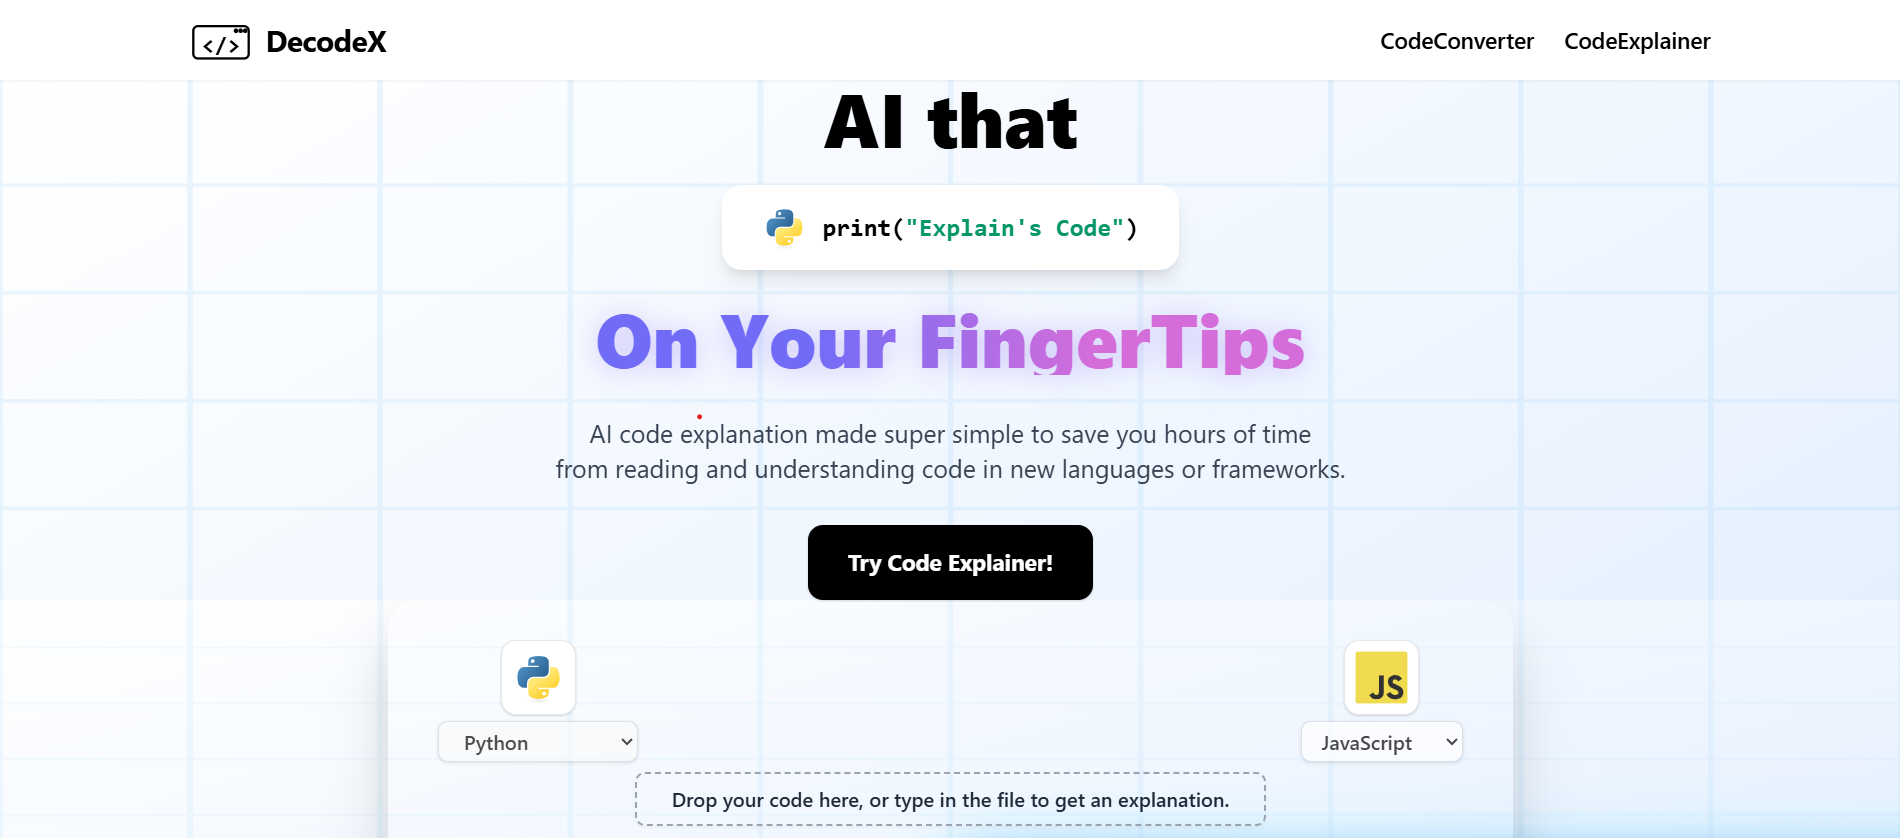 </>
DecodeX
CodeConverter
CodeExplainer
AI that
print("Explain's Code")
On Your FingerTips
AI code explanation made super simple to save you hours of time
from reading and understanding code in new languages or frameworks.
Try Code Explainer!
JS
Python
JavaScript
Drop your code here, or type in the file to get an explanation.